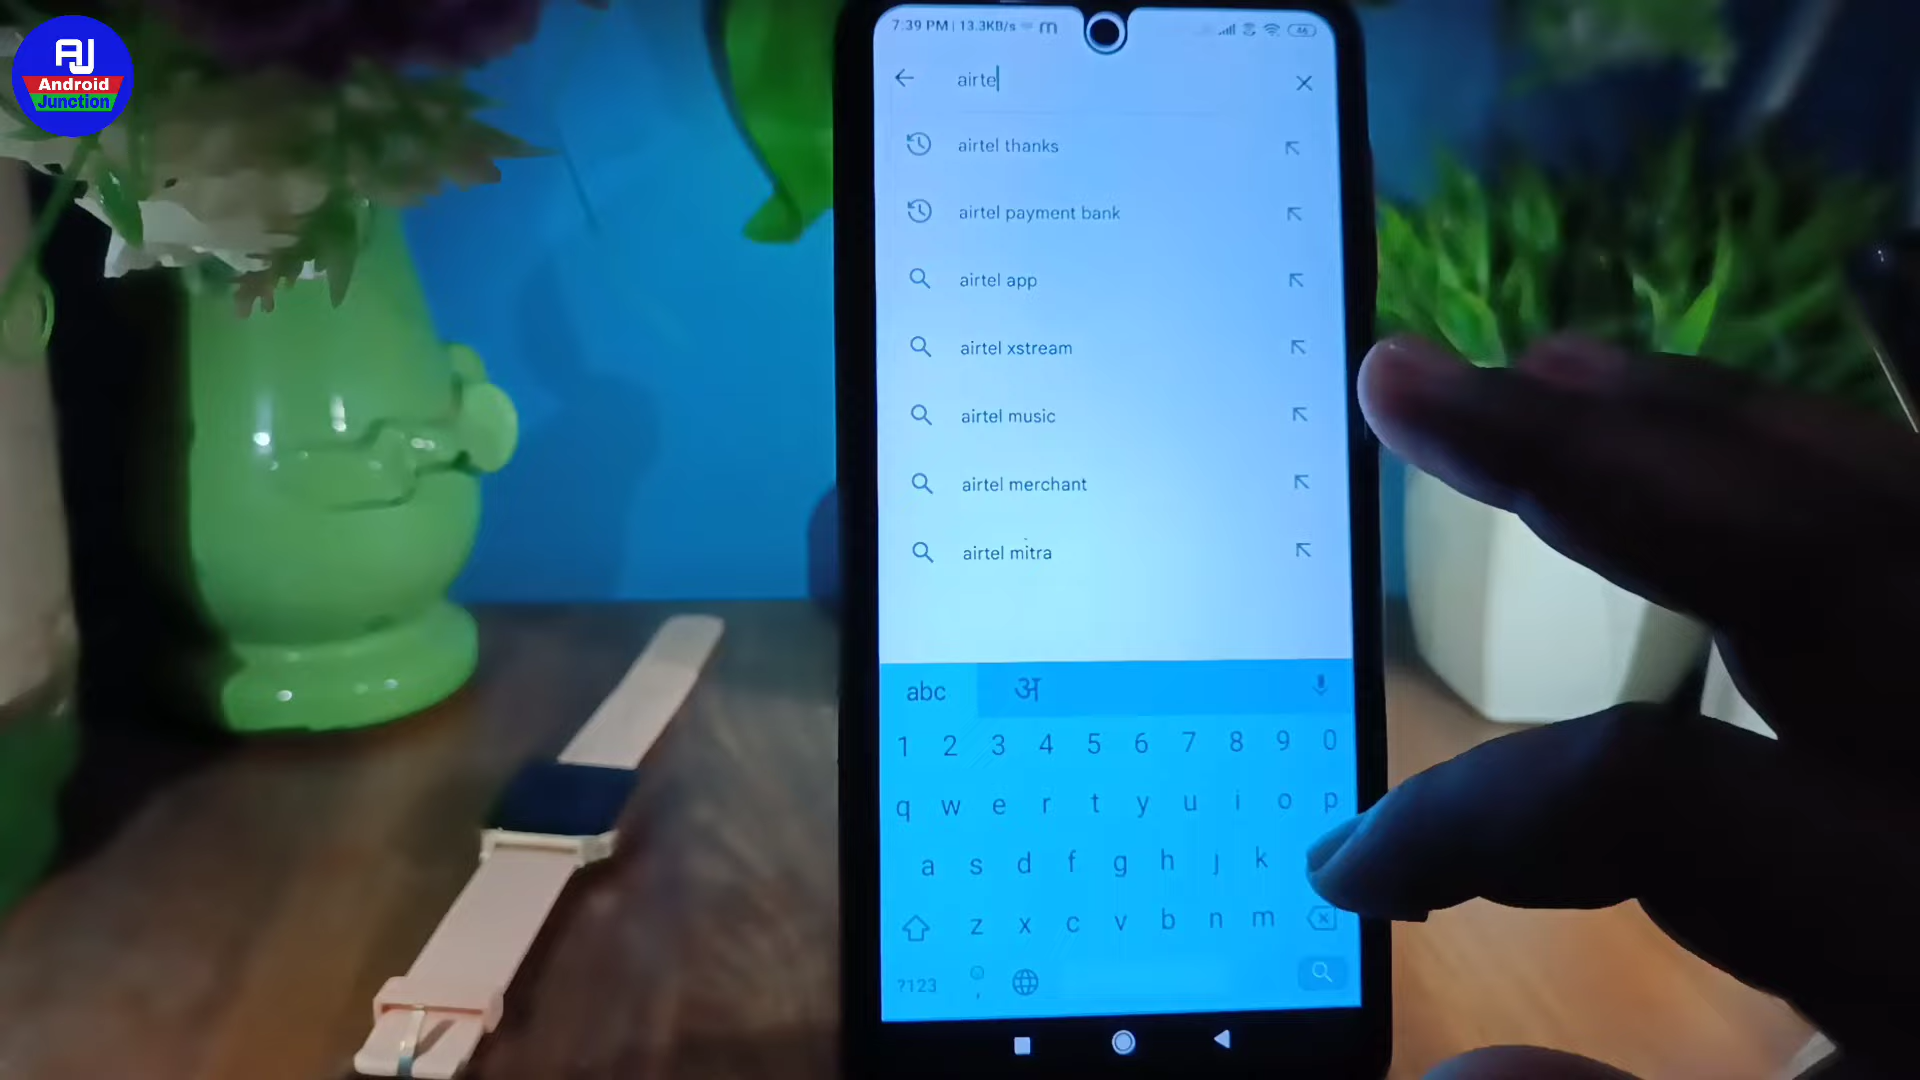 AJ
Android
Junction
7:39 PM | 13.3KB/s m
46
airte
airtel thanks
airtel payment bank
airtel app
airtel xstream
airtel music
airtel merchant
airtel mitra
abc अ
1 2 3 4 5 6 7 8 9 0
q w e r t y u i o p
a s d f g h j k
z x c v b n m
?123 ,